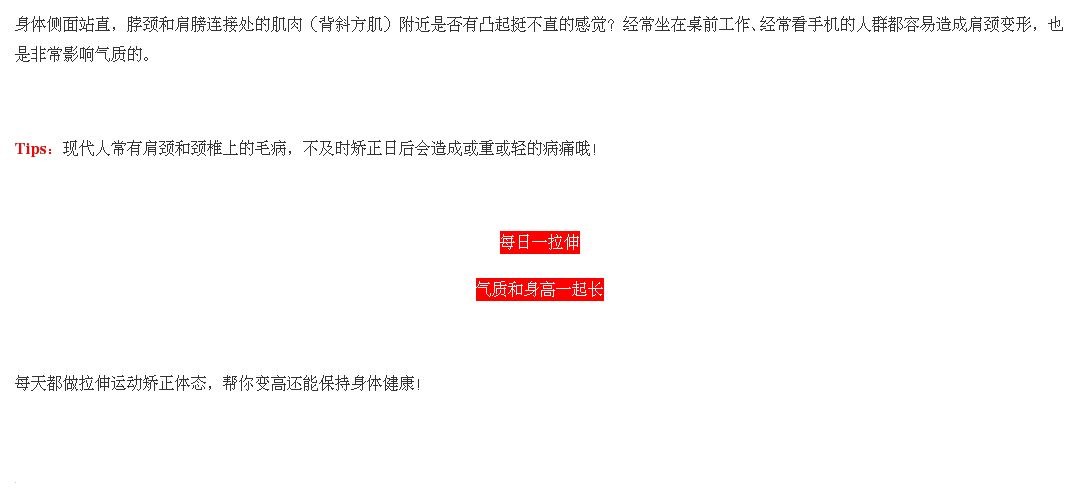 身体侧面站直，脖颈和肩膀连接处的肌肉（背斜方肌）附近是否有凸起挺不直的感觉？经常坐在桌前工作、经常看手机的人群都容易造成肩颈变形，也
是非常影响气质的。
Tips：现代人常有肩颈和颈椎上的毛病，不及时矫正日后会造成或重或轻的病痛哦！
每日一拉伸
气质和身高一起长
每天都做拉伸运动矫正体态，帮你变高还能保持身体健康！